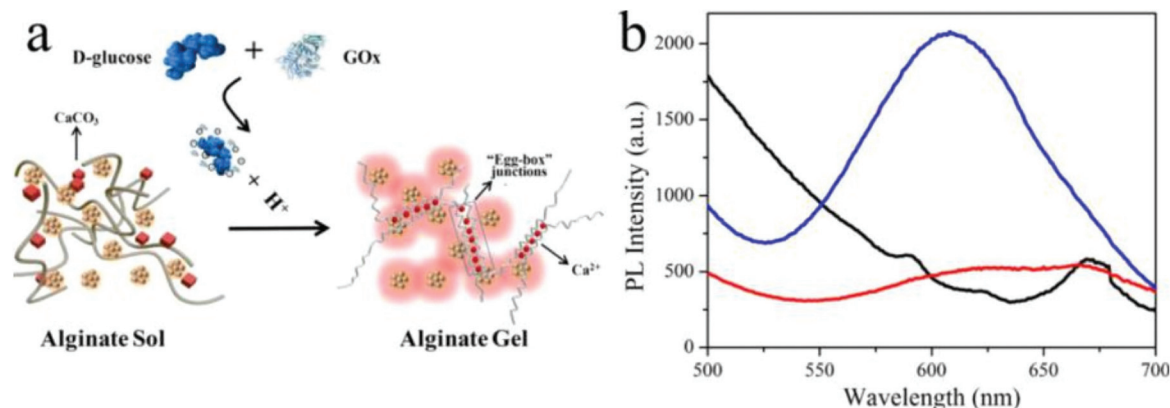 a
D-glucose + GOx
CaCO₃
× H×
"Egg-box"
junctions
Ca²⁺
Alginate Sol
Alginate Gel
b
PL Intensity (a.u.)
2000
1500
1000
500
0
500 550 600 650 700
Wavelength (nm)